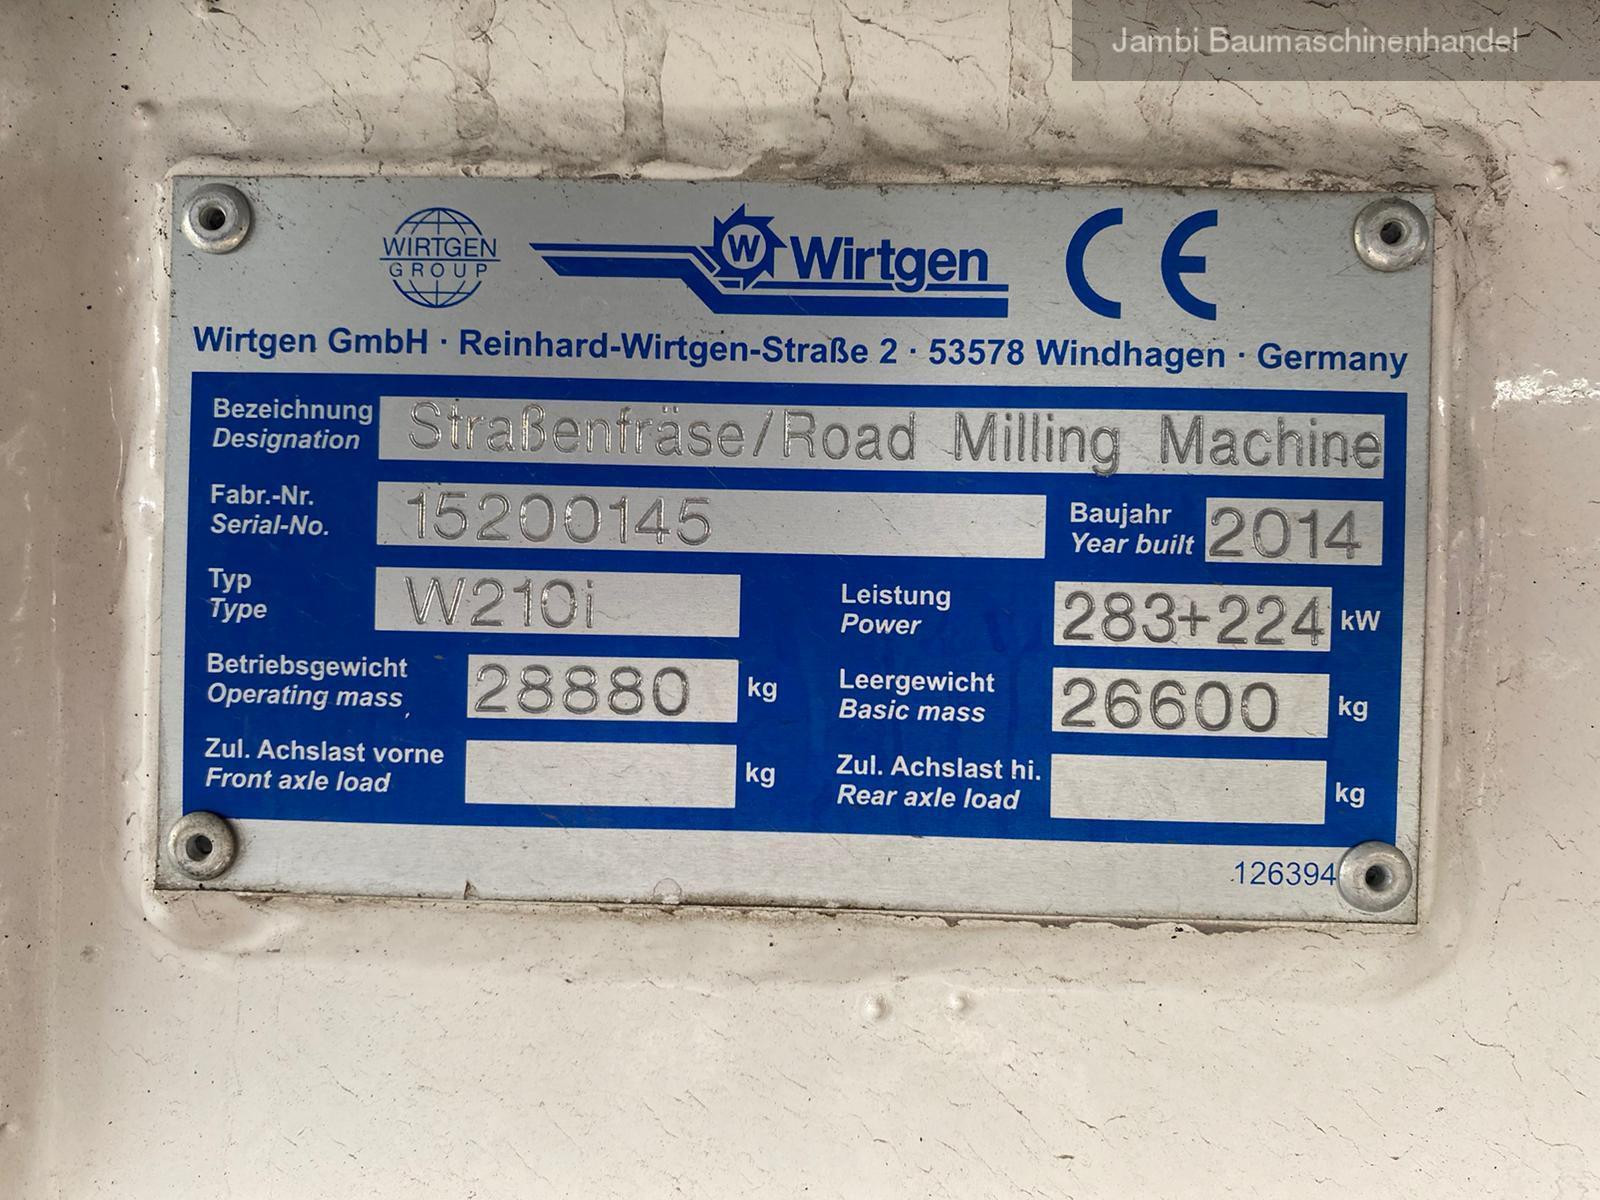 Jambi Baumaschinenhandel
WIRTGEN
GROUP
W Wirtgen CE
Wirtgen GmbH · Reinhard-Wirtgen-Straße 2 · 53578 Windhagen · Germany
Bezeichnung
Designation
Straßenfräse/Road Milling Machine
Fabr.-Nr.
Serial-No.
15200145
Baujahr
Year built
2014
Typ
Type
W210i
Leistung
Power
283+224 kW
Betriebsgewicht
Operating mass
28880 kg
Leergewicht
Basic mass
26600 kg
Zul. Achslast vorne
Front axle load
kg
Zul. Achslast hi.
Rear axle load
kg
126394